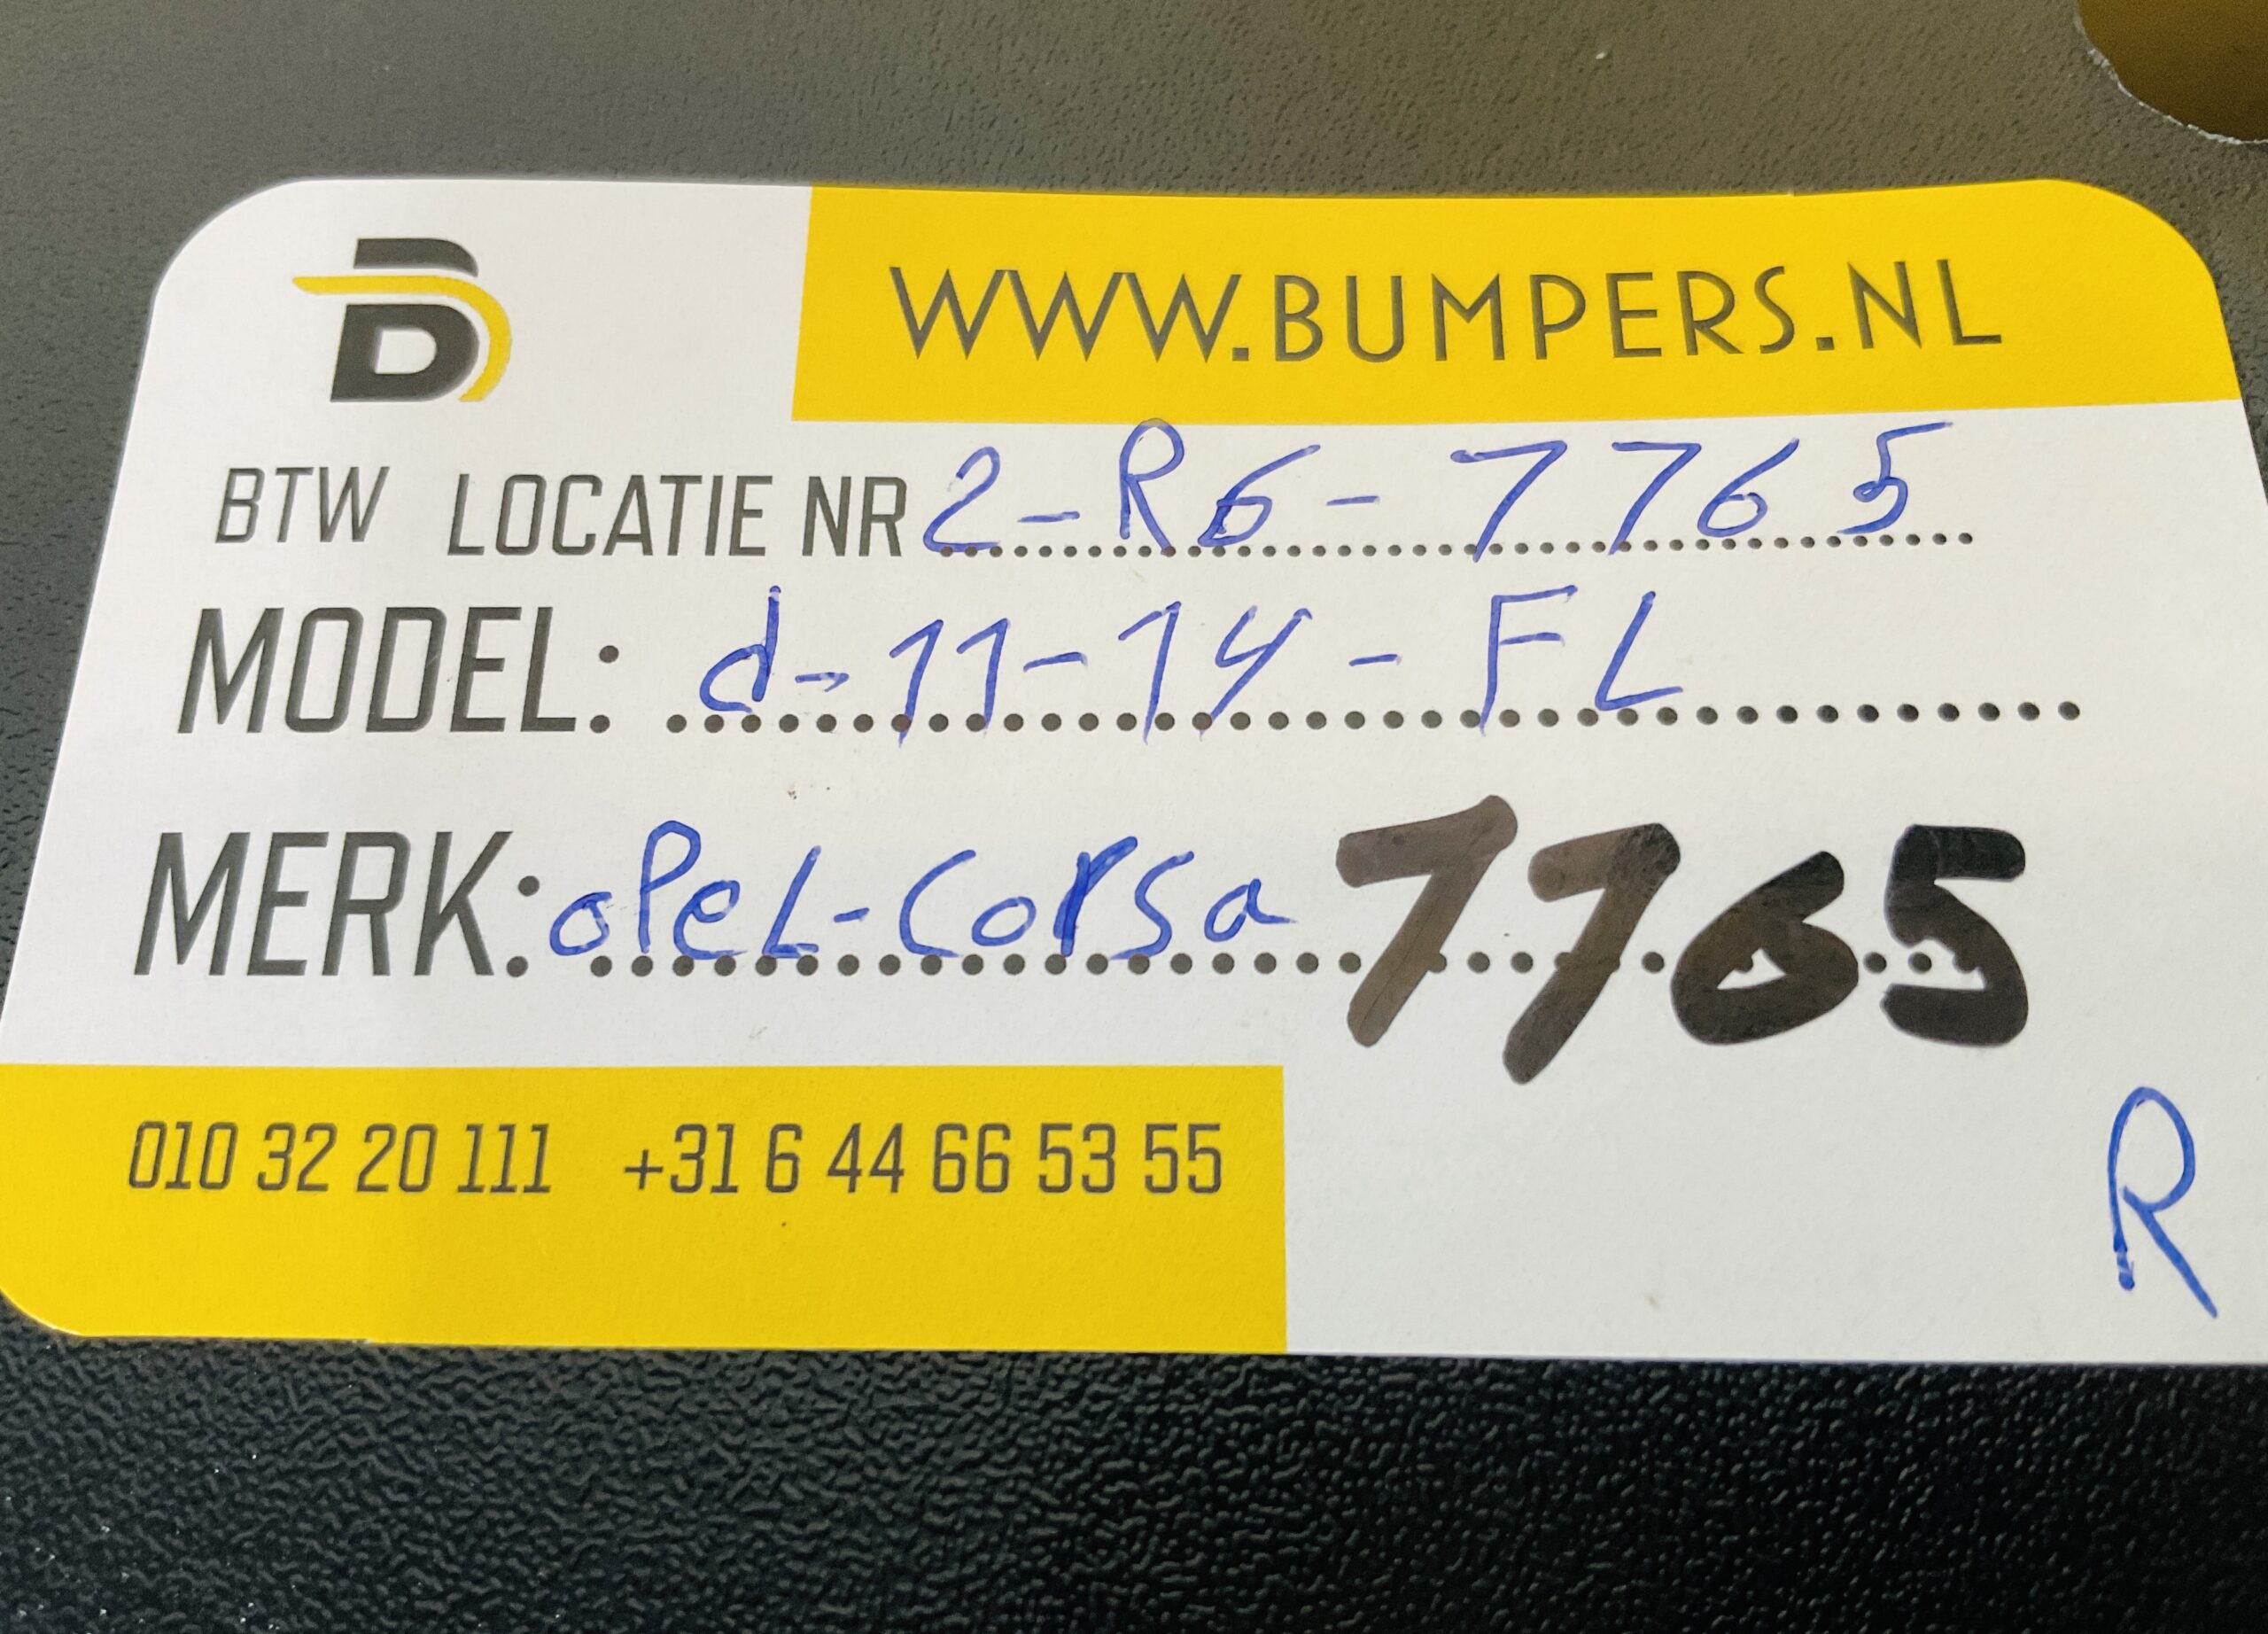 B
WWW.BUMPERS.NL
BTW LOCATIE NR 2-R6-7765
MODEL: d-11-14-FL
MERK: oPeL-Corsa 7765
010 32 20 111 +31 6 44 66 53 55
R